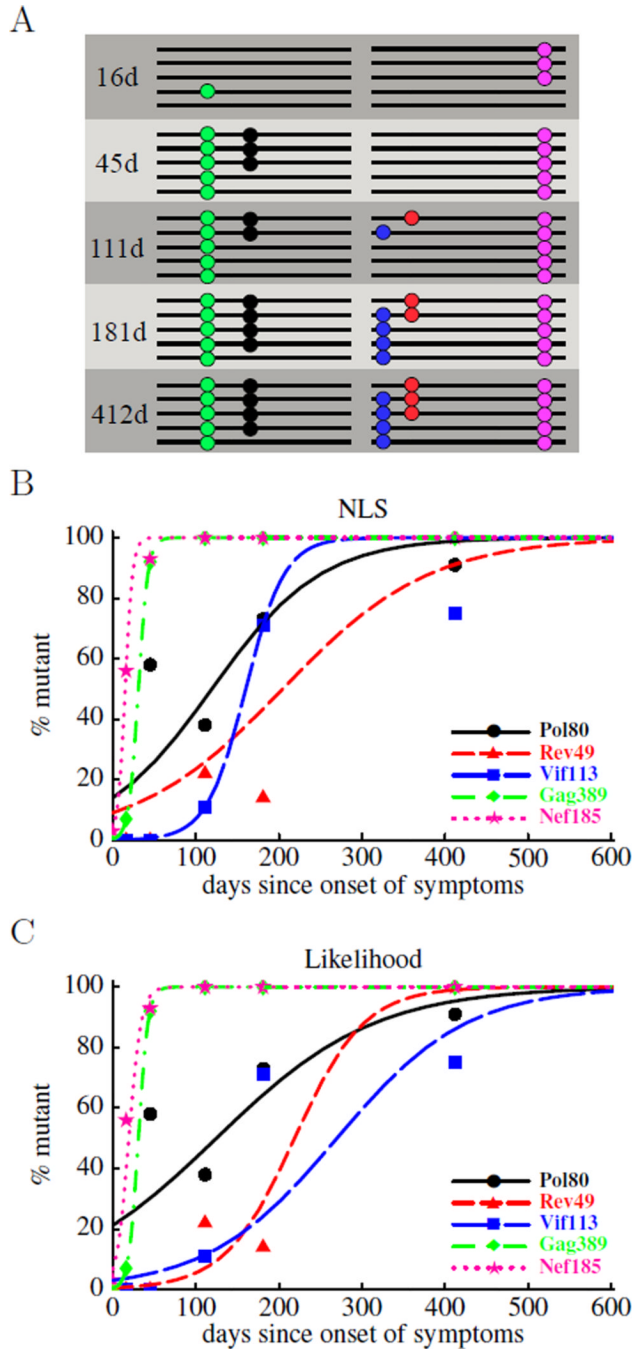 A
16d
45d
111d
181d
412d
B
NLS
100
80
60
40
20
0
% mutant
Pol80
Rev49
Vif113
Gag389
Nef185
0 100 200 300 400 500 600
days since onset of symptoms
C
Likelihood
100
80
60
40
20
0
% mutant
Pol80
Rev49
Vif113
Gag389
Nef185
0 100 200 300 400 500 600
days since onset of symptoms